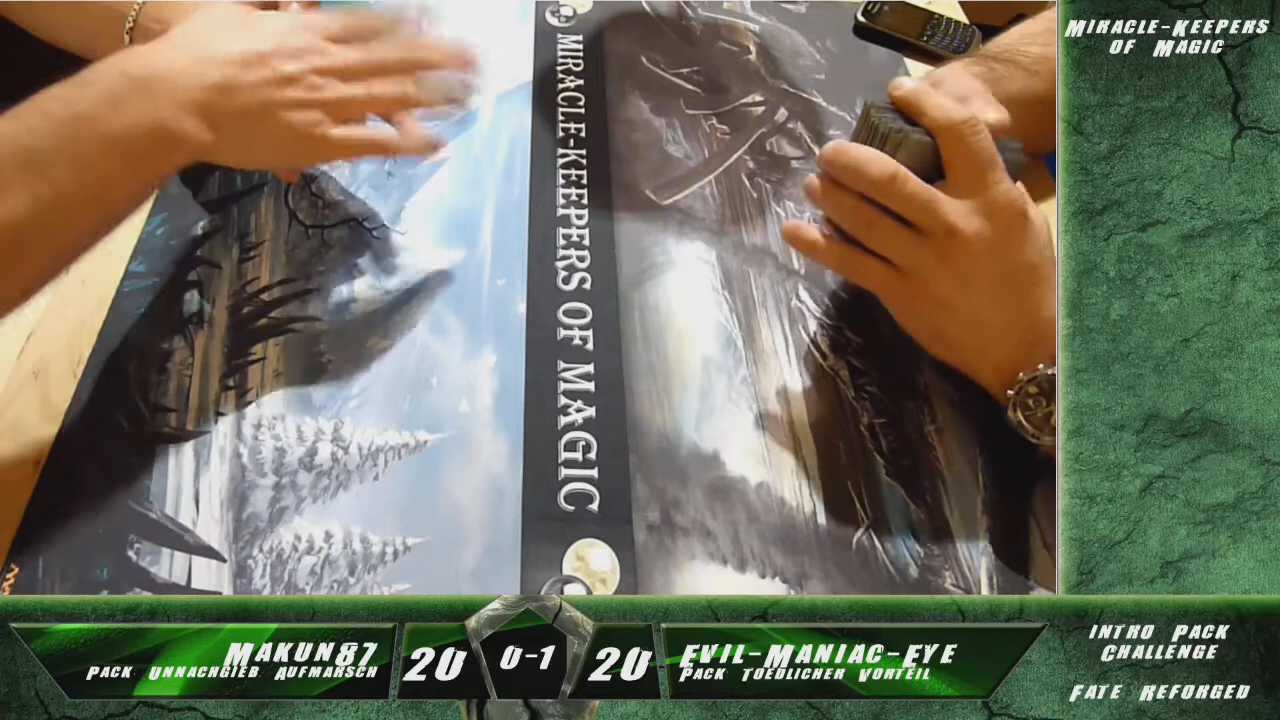 MIRACLE-KEEPERS
OF MAGIC
MIRACLE-KEEPERS OF MAGIC
MAKUN87
PACK UNNACHGIEB AUFMARSCH
20
0-1
20
EVIL-MANIAC-EYE
PACK TOEDLICHER VORTEIL
INTRO PACK
CHALLENGE
FATE REFORGED